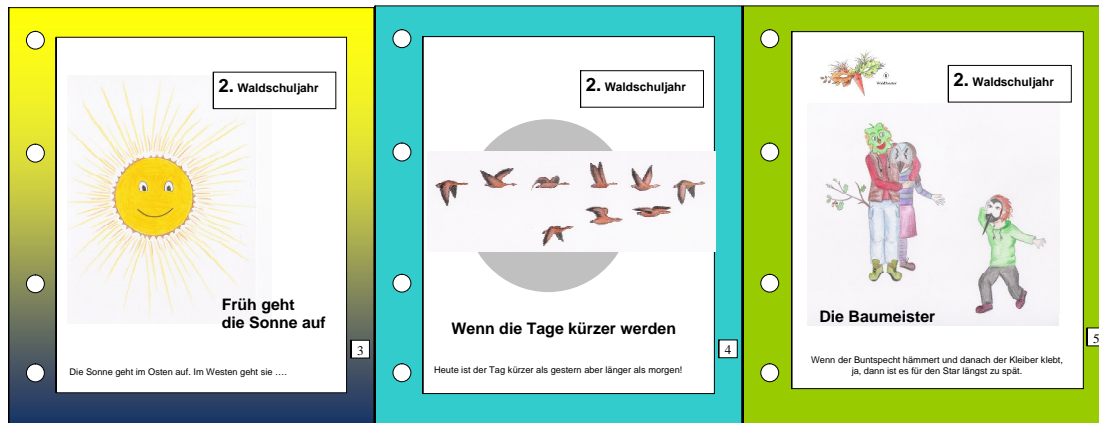 2. Waldschuljahr
Früh geht
die Sonne auf
3
Die Sonne geht im Osten auf. Im Westen geht sie ....
2. Waldschuljahr
Wenn die Tage kürzer werden
4
Heute ist der Tag kürzer als gestern aber länger als morgen!
2. Waldschuljahr
Die Baumeister
5
Wenn der Buntspecht hämmert und danach der Kleiber klebt,
ja, dann ist es für den Star längst zu spät.